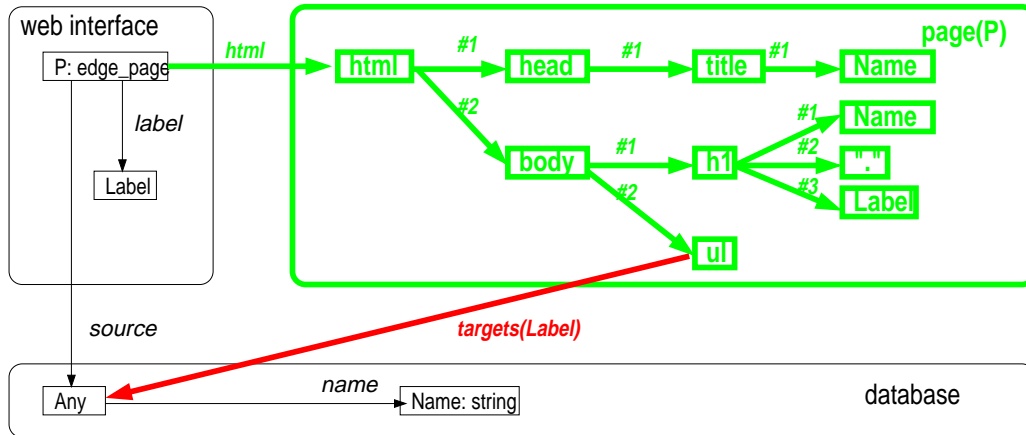 web interface
page(P)
P: edge_page
html
html
#1
head
#1
title
#1
Name
#2
label
Label
body
#1
h1
#1
Name
#2
"."
#3
Label
#2
ul
source
targets(Label)
Any
name
Name: string
database